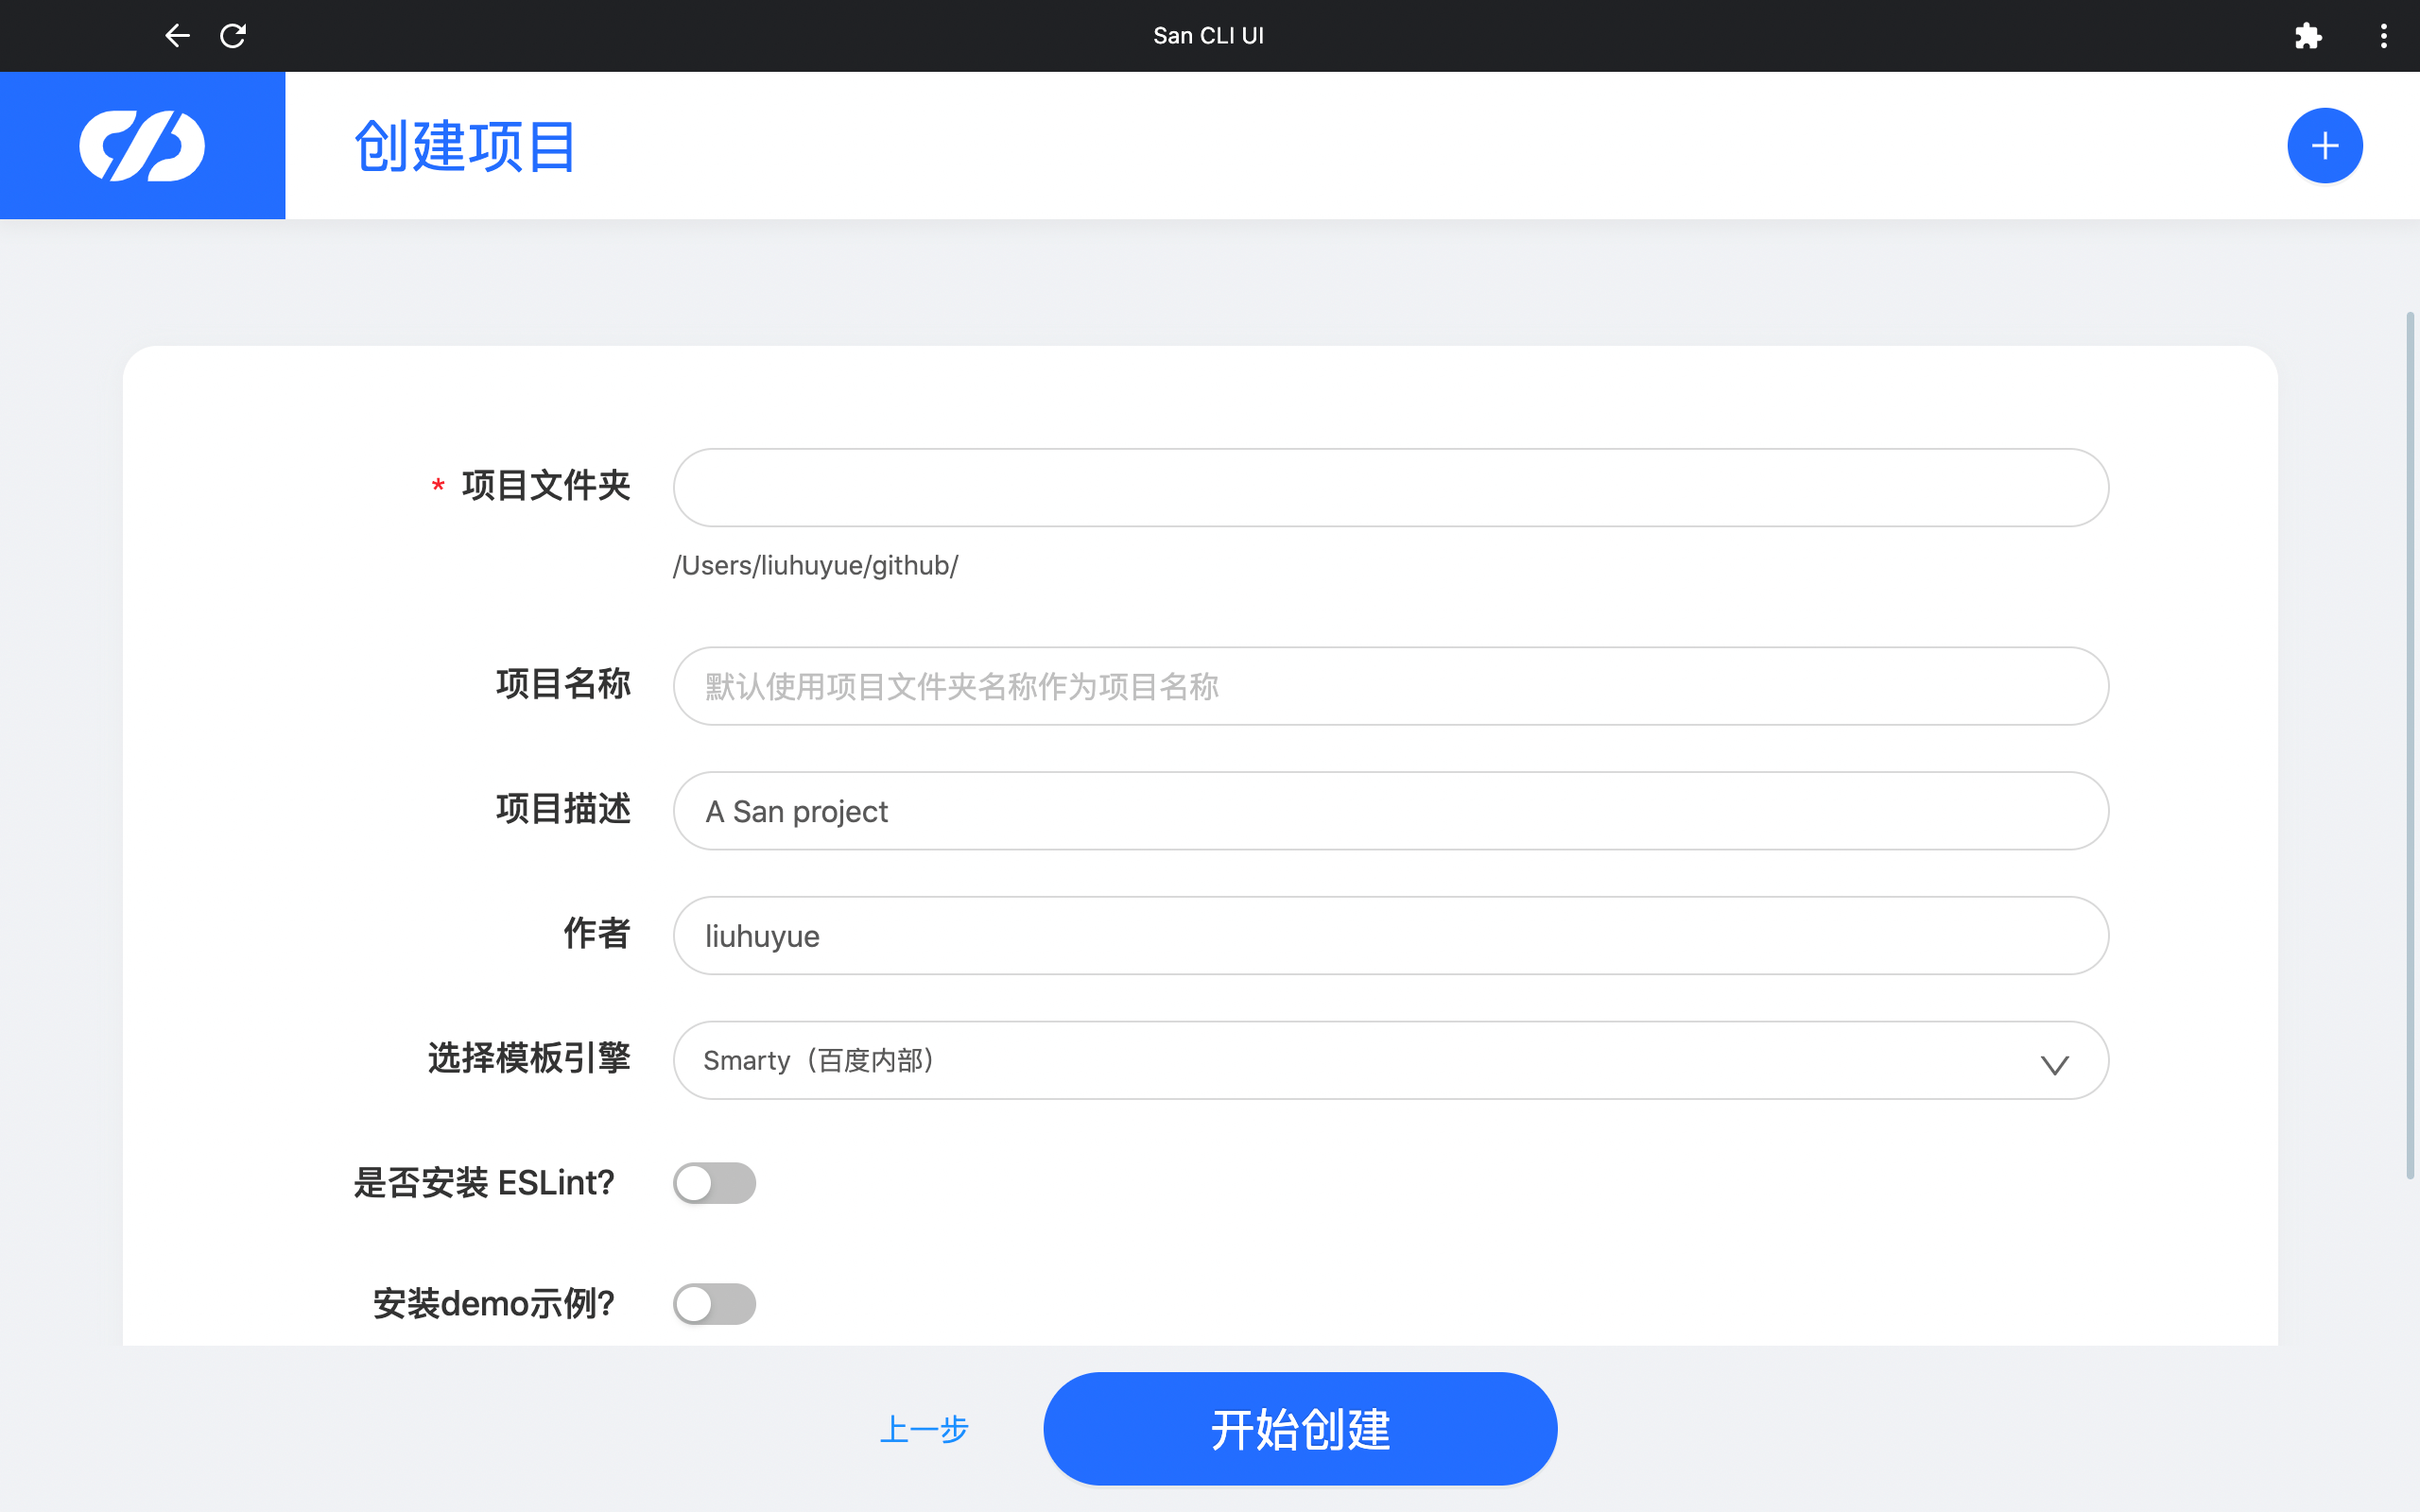 San CLI UI
创建项目
* 项目文件夹
/Users/liuhuyue/github/
项目名称 默认使用项目文件夹名称作为项目名称
项目描述 A San project
作者 liuhuyue
选择模板引擎 Smarty（百度内部）
是否安装 ESLint?
安装demo示例?
上一步 开始创建